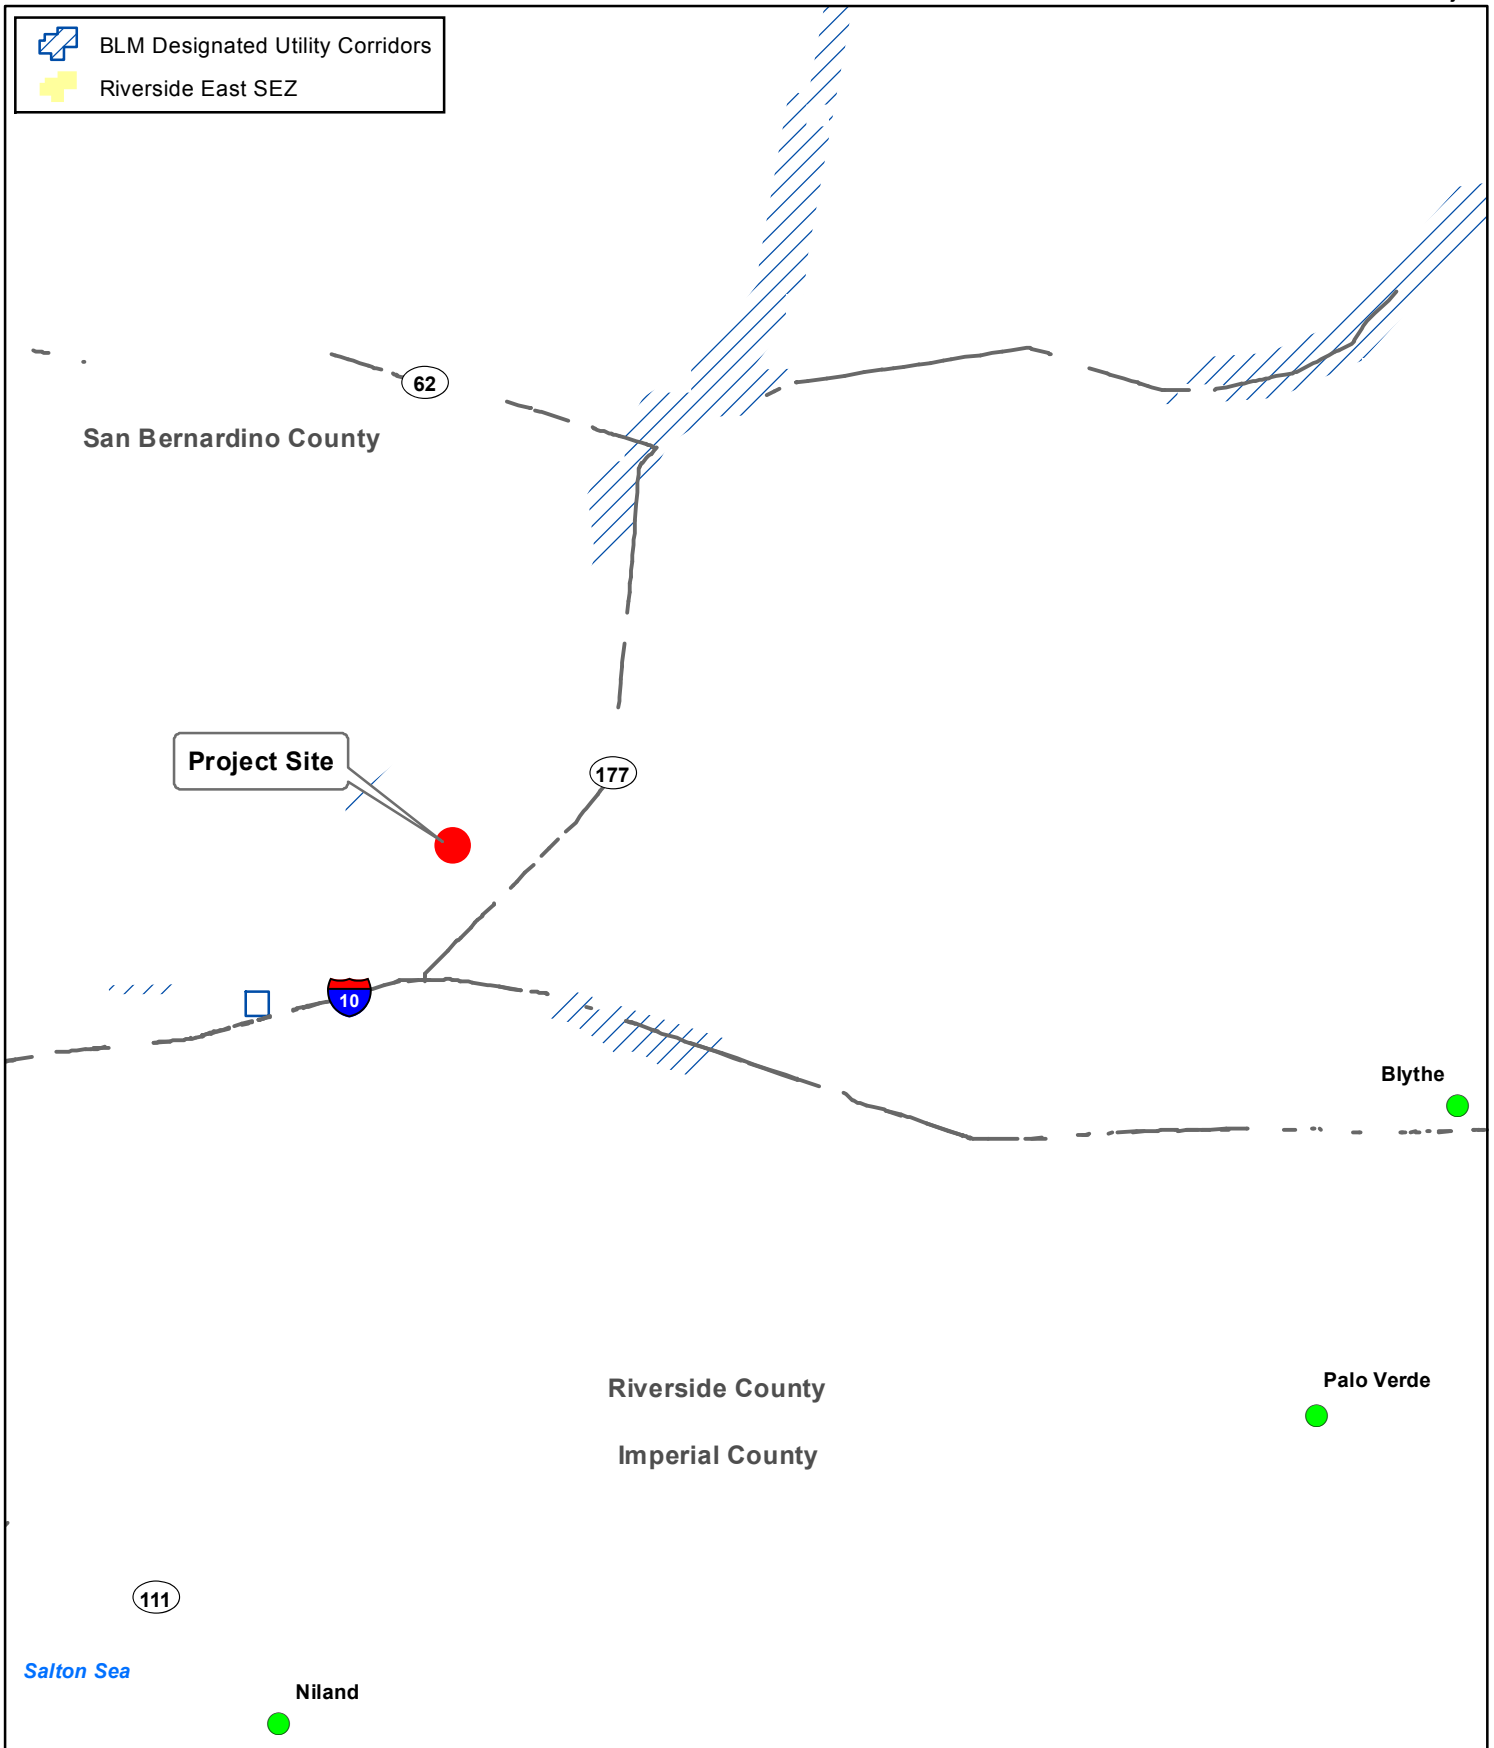 BLM Designated Utility Corridors
Riverside East SEZ
62
San Bernardino County
Project Site
177
10
Blythe
Riverside County
Palo Verde
Imperial County
111
Salton Sea
Niland